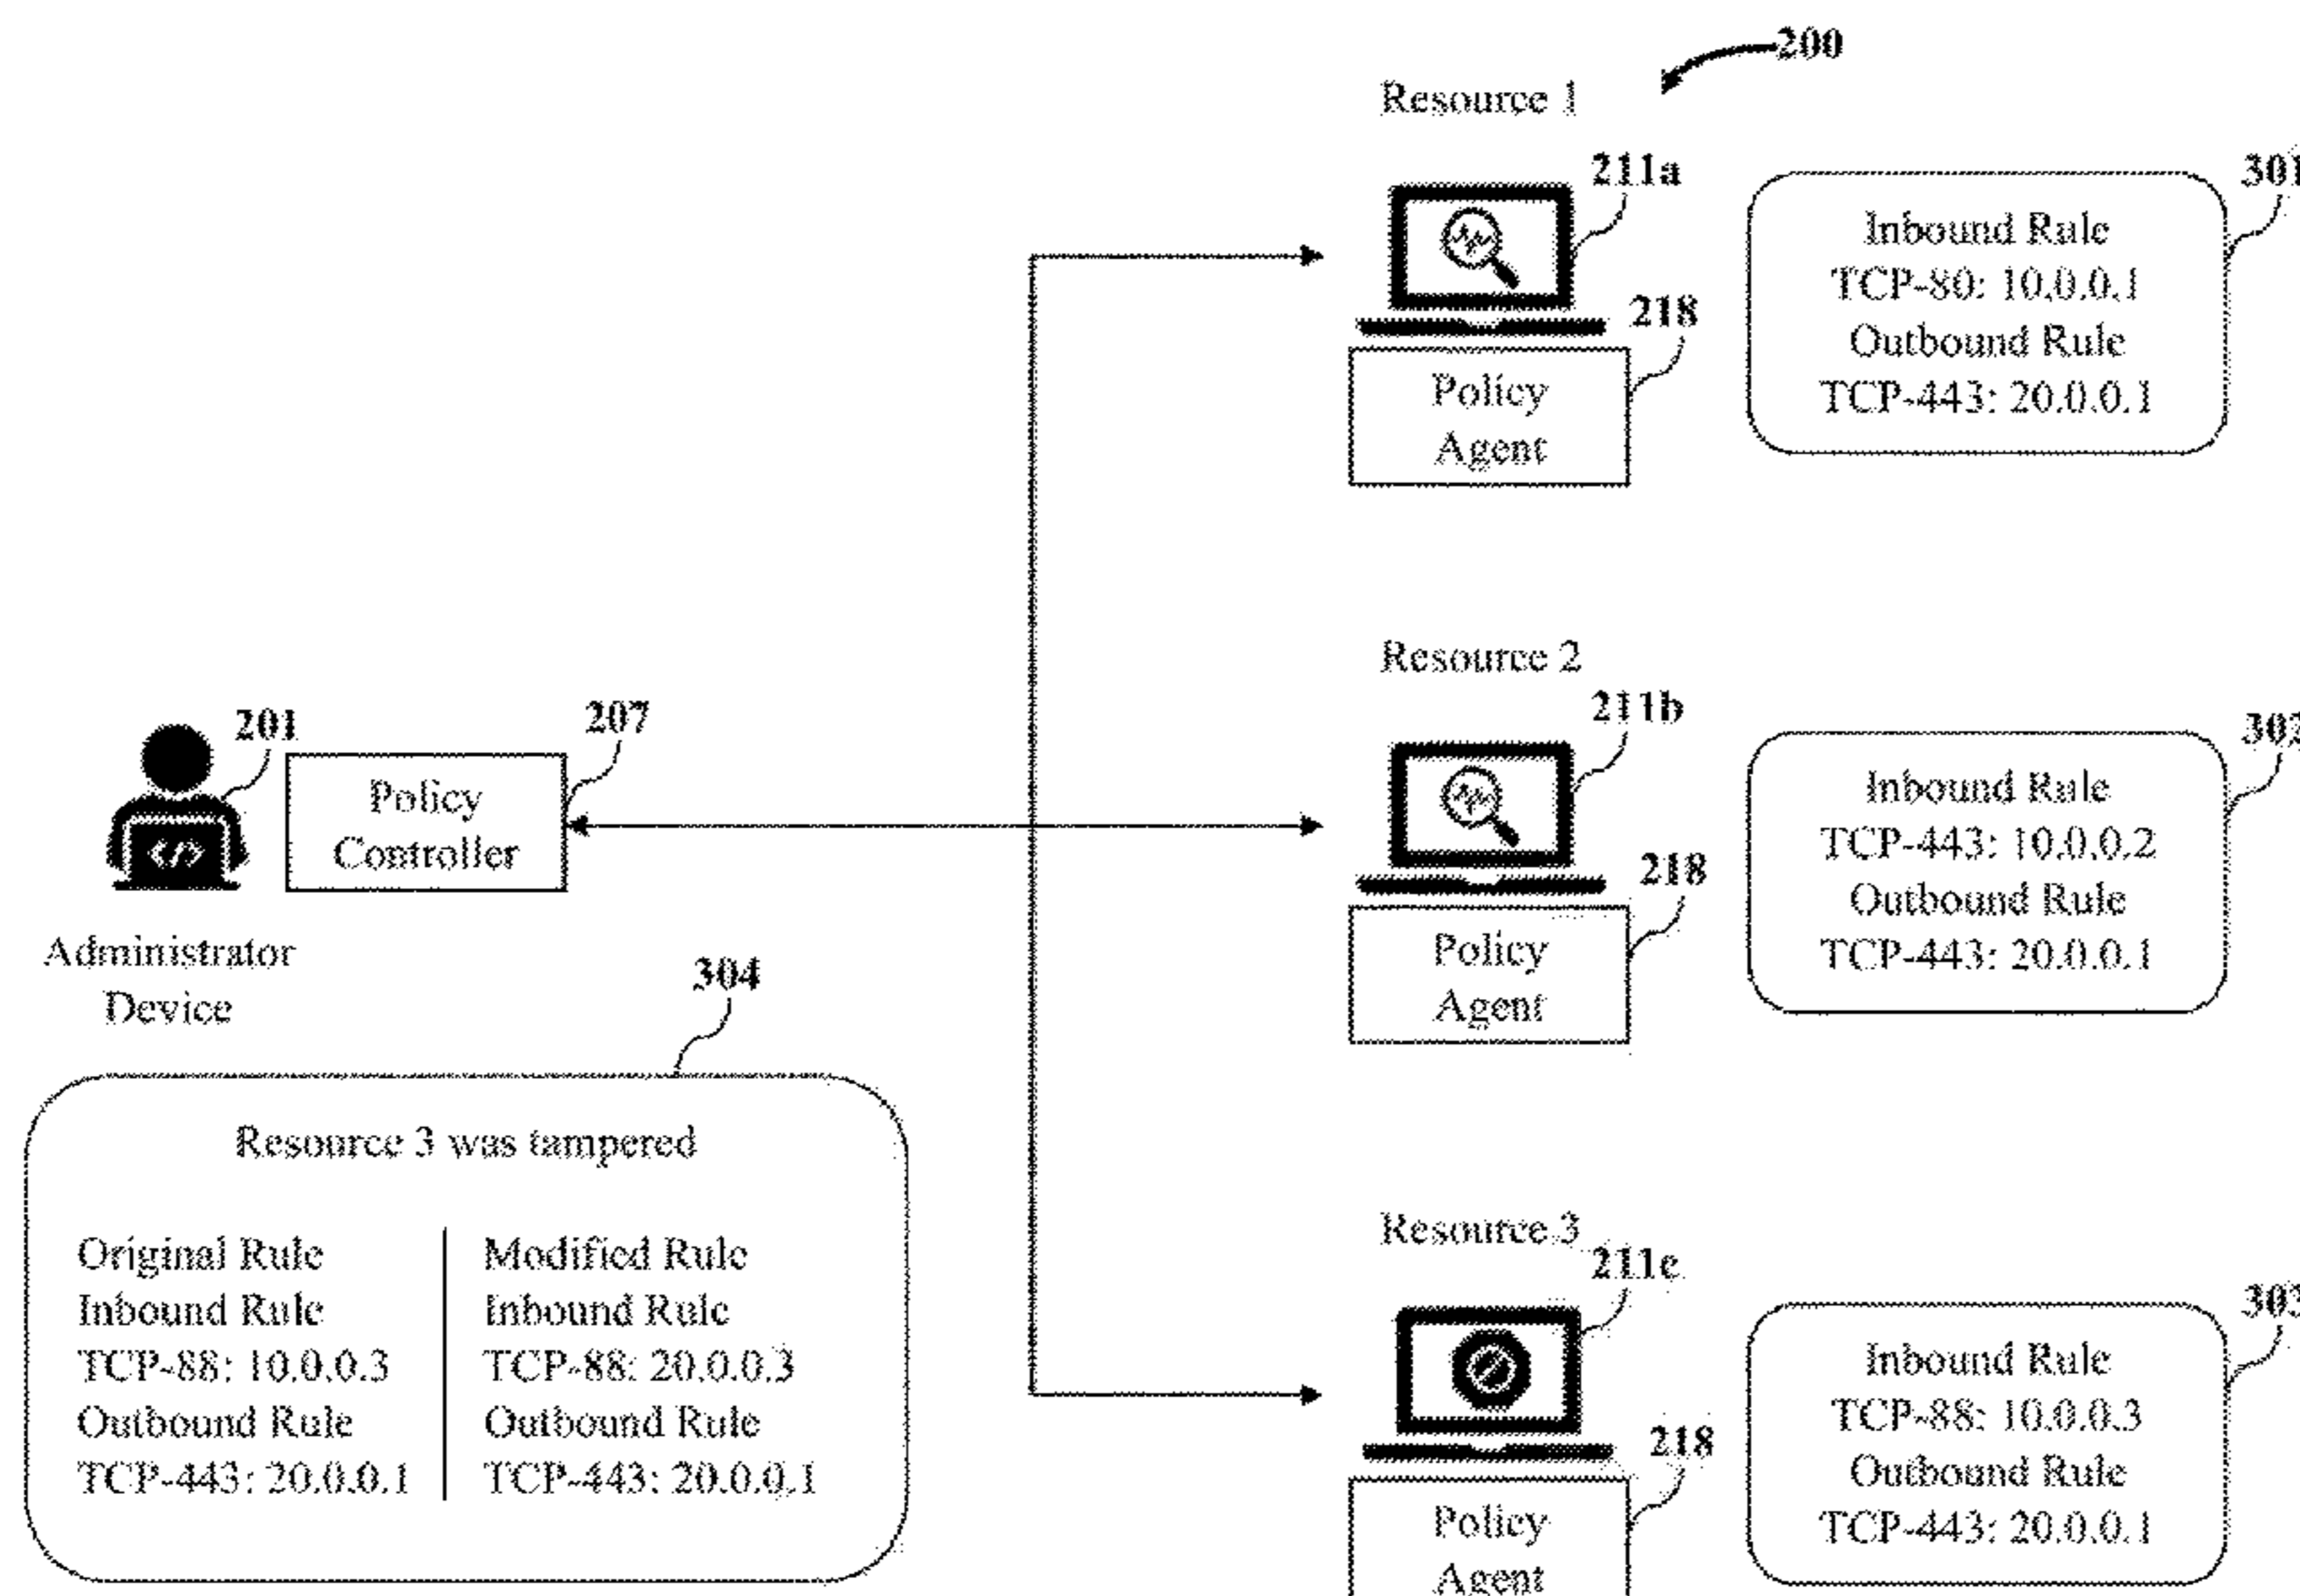 200
Resource 1
211a
301
Inbound Rule
TCP-80: 10.0.0.1
Outbound Rule
TCP-443: 20.0.0.1
218
Policy
Agent
Resource 2
211b
302
Inbound Rule
TCP-443: 10.0.0.2
Outbound Rule
TCP-443: 20.0.0.1
218
Policy
Agent
201
207
Policy
Controller
Administrator
Device
304
Resource 3 was tampered
Original Rule
Inbound Rule
TCP-88: 10.0.0.3
Outbound Rule
TCP-443: 20.0.0.1
Modified Rule
Inbound Rule
TCP-88: 20.0.0.3
Outbound Rule
TCP-443: 20.0.0.1
Resource 3
211c
303
Inbound Rule
TCP-88: 10.0.0.3
Outbound Rule
TCP-443: 20.0.0.1
218
Policy
Agent